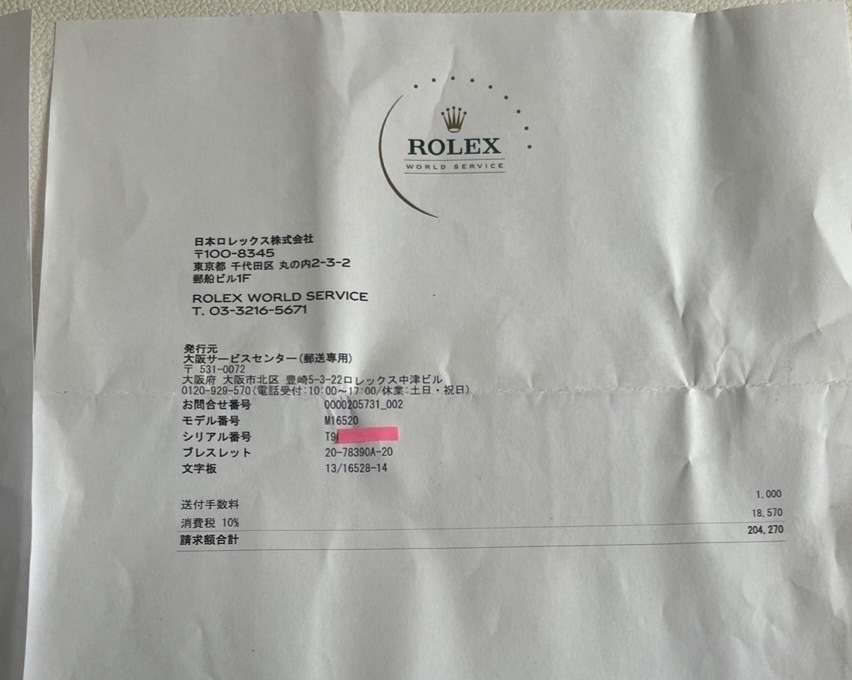 ROLEX
WORLD SERVICE
日本ロレックス株式会社
〒100-8345
東京都 千代田区 丸の内2-3-2
郵船ビル1F
ROLEX WORLD SERVICE
T. 03-3216-5671
発行元
大阪サービスセンター(郵送専用)
〒 531-0072
大阪府 大阪市北区 豊崎5-3-22ロレックス中津ビル
0120-929-570(電話受付:10:00～17:00/休業:土日・祝日)
お問合せ番号 0000205731_002
モデル番号 M16520
シリアル番号 T9
ブレスレット 20-78390A-20
文字板 13/16528-14
送付手数料 1,000
消費税 10% 18,570
請求額合計 204,270